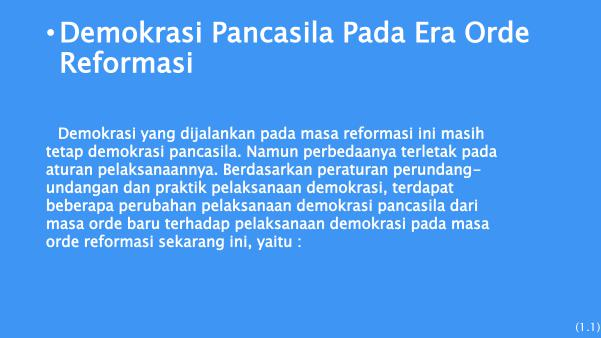 • Demokrasi Pancasila Pada Era Orde
Reformasi
Demokrasi yang dijalankan pada masa reformasi ini masih
tetap demokrasi pancasila. Namun perbedaanya terletak pada
aturan pelaksanaannya. Berdasarkan peraturan perundang-
undangan dan praktik pelaksanaan demokrasi, terdapat
beberapa perubahan pelaksanaan demokrasi pancasila dari
masa orde baru terhadap pelaksanaan demokrasi pada masa
orde reformasi sekarang ini, yaitu :
(1.1)